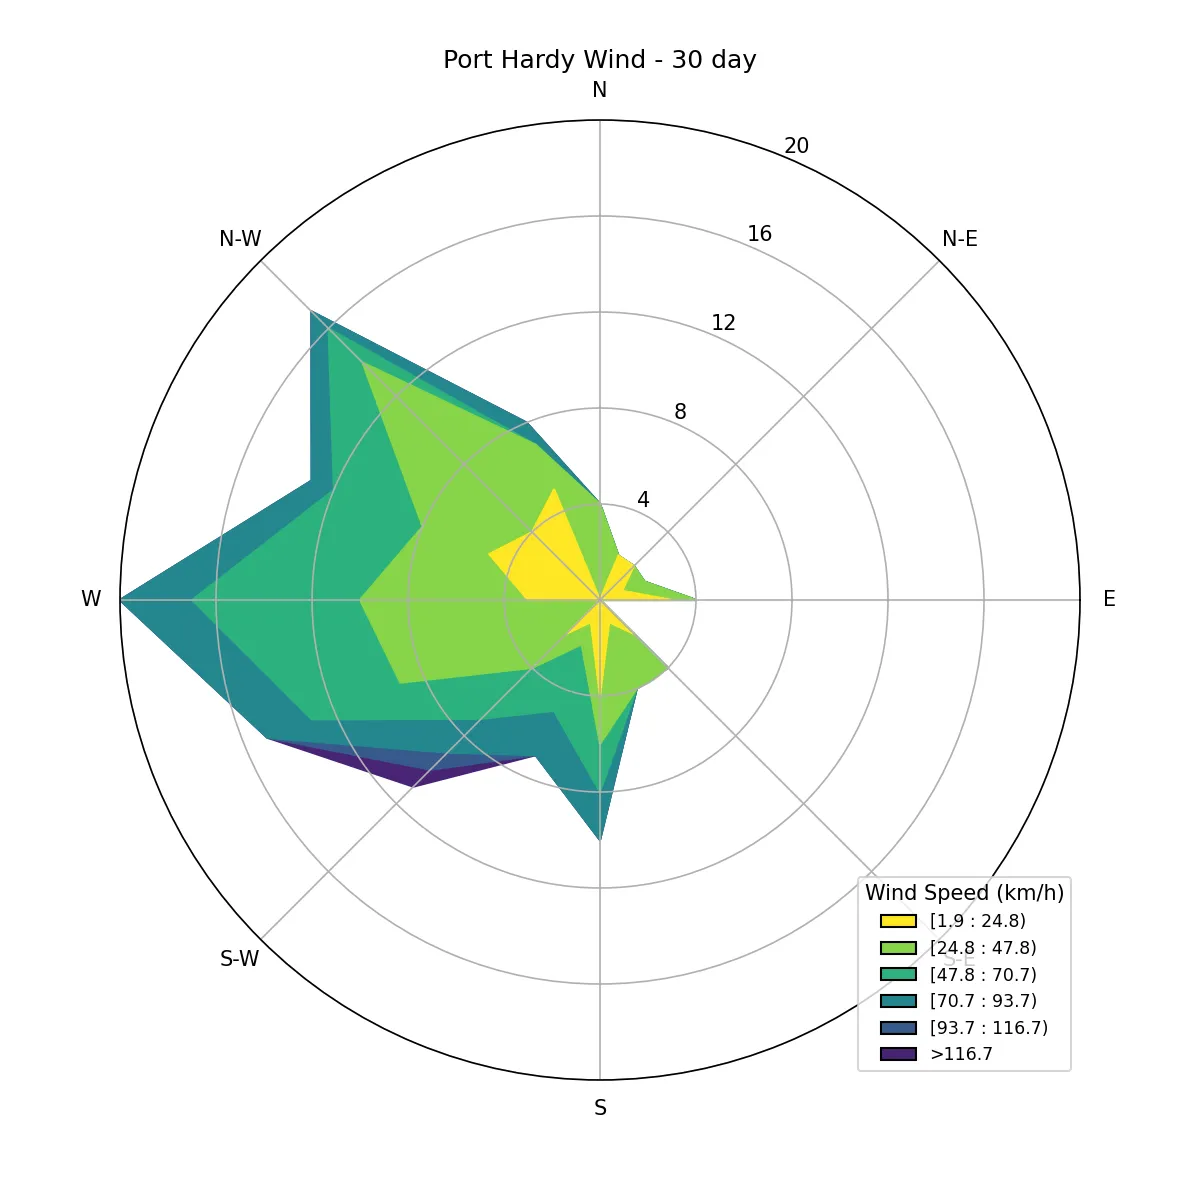 Port Hardy Wind - 30 day
N
20
N-W
N-E
16
12
8
4
W
E
S-W
S-E
S
Wind Speed (km/h)
[1.9 : 24.8)
[24.8 : 47.8)
[47.8 : 70.7)
[70.7 : 93.7)
[93.7 : 116.7)
>116.7